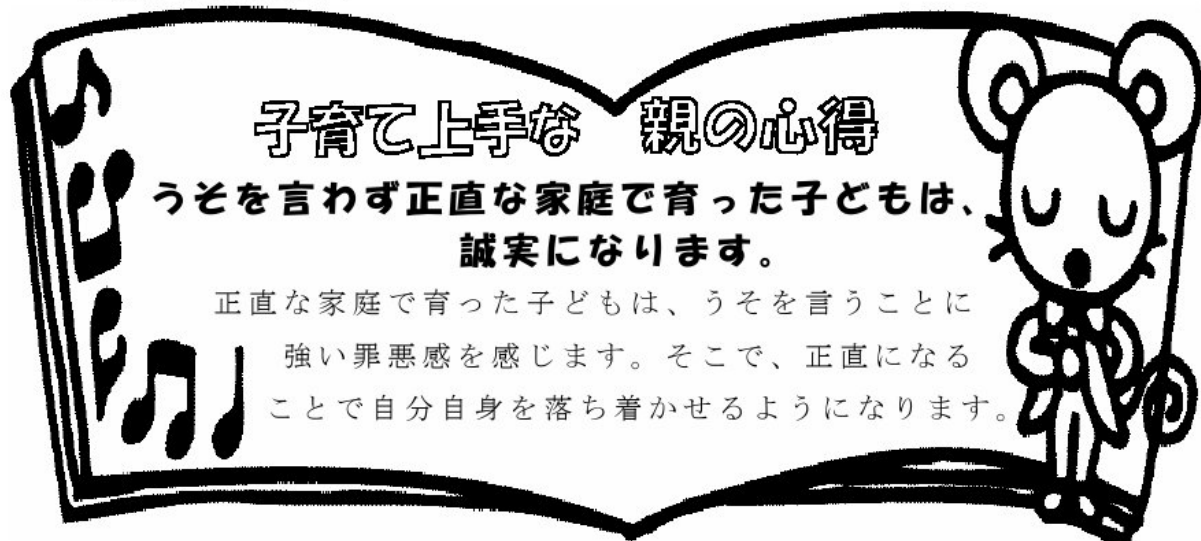 子育て上手な　親の心得
うそを言わず正直な家庭で育った子どもは、
誠実になります。
正直な家庭で育った子どもは、うそを言うことに
強い罪悪感を感じます。そこで、正直になる
ことで自分自身を落ち着かせるようになります。